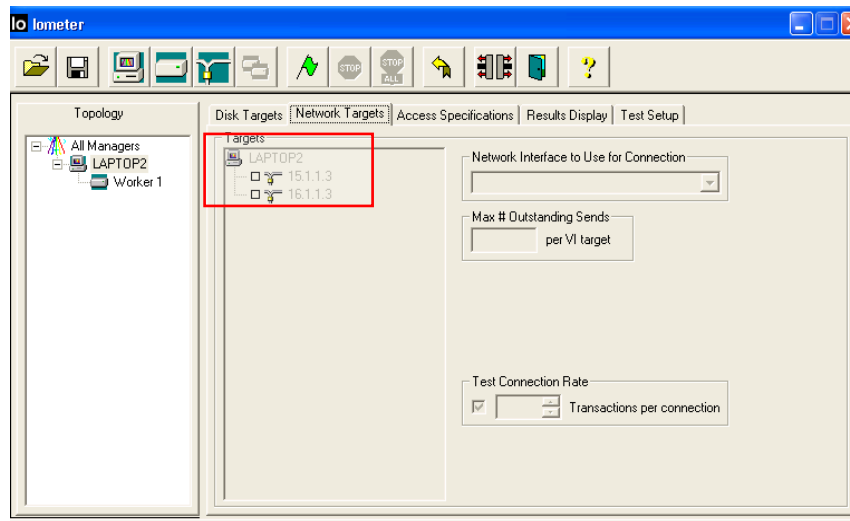 Io Iometer
STOP
STOP ALL
?
Topology
Disk Targets Network Targets Access Specifications Results Display Test Setup
All Managers
LAPTOP2
Worker 1
Targets
LAPTOP2
15.1.1.3
16.1.1.3
Network Interface to Use for Connection
Max # Outstanding Sends
per VI target
Test Connection Rate
Transactions per connection